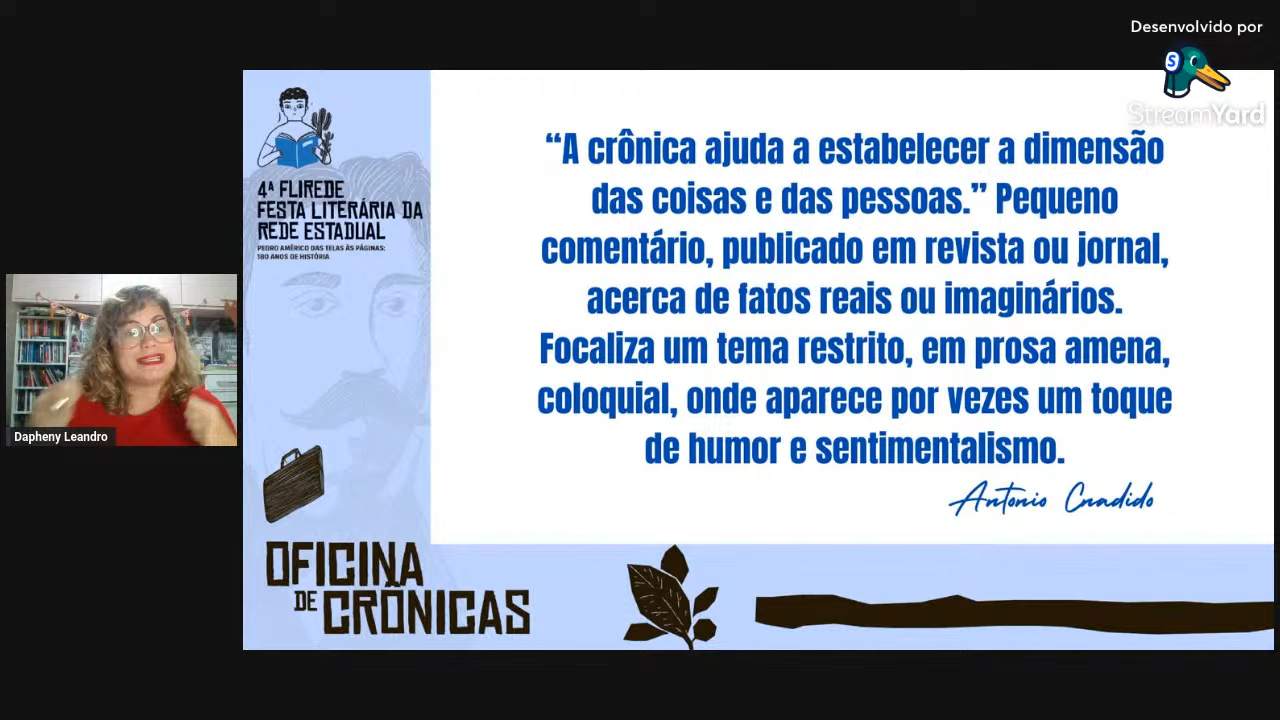 Desenvolvido por
StreamYard
4ª FLIREDE
FESTA LITERÁRIA DA
REDE ESTADUAL
PEDRO AMÉRICO DAS TELAS ÀS PÁGINAS:
180 ANOS DE HISTÓRIA
“A crônica ajuda a estabelecer a dimensão
das coisas e das pessoas.” Pequeno
comentário, publicado em revista ou jornal,
acerca de fatos reais ou imaginários.
Focaliza um tema restrito, em prosa amena,
coloquial, onde aparece por vezes um toque
de humor e sentimentalismo.
Antonio Cnadido
Dapheny Leandro
OFICINA
DE CRÔNICAS